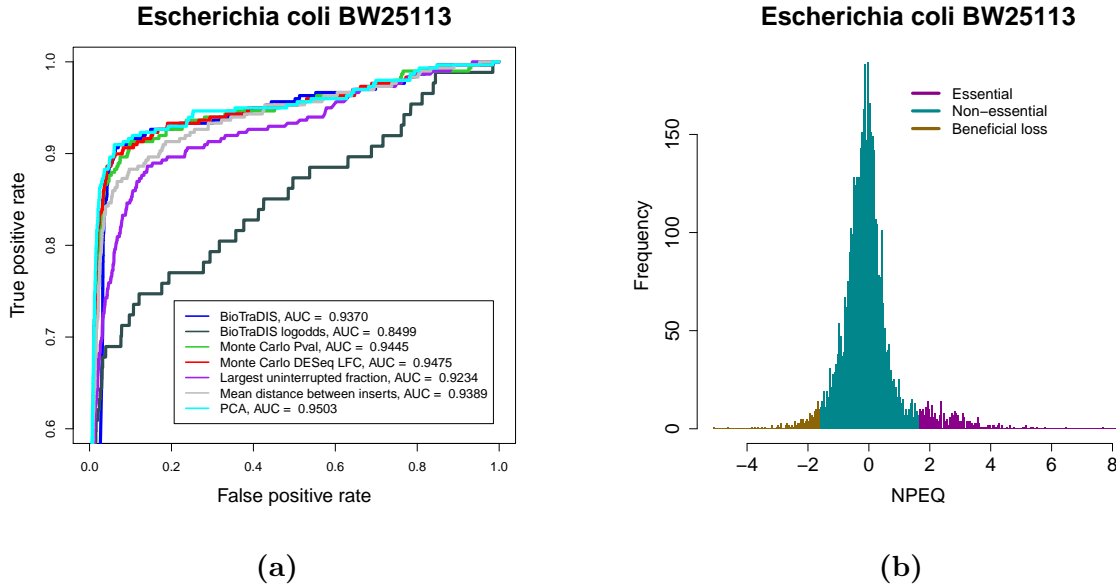 Escherichia coli BW25113
True positive rate
1.0
0.9
0.8
0.7
0.6
BioTraDIS, AUC = 0.9370
BioTraDIS logodds, AUC = 0.8499
Monte Carlo Pval, AUC = 0.9445
Monte Carlo DESeq LFC, AUC = 0.9475
Largest uninterrupted fraction, AUC = 0.9234
Mean distance between inserts, AUC = 0.9389
PCA, AUC = 0.9503
0.0 0.2 0.4 0.6 0.8 1.0
False positive rate
(a)
Escherichia coli BW25113
Essential
Non−essential
Beneficial loss
Frequency
150
100
50
0
−4 −2 0 2 4 6 8
NPEQ
(b)